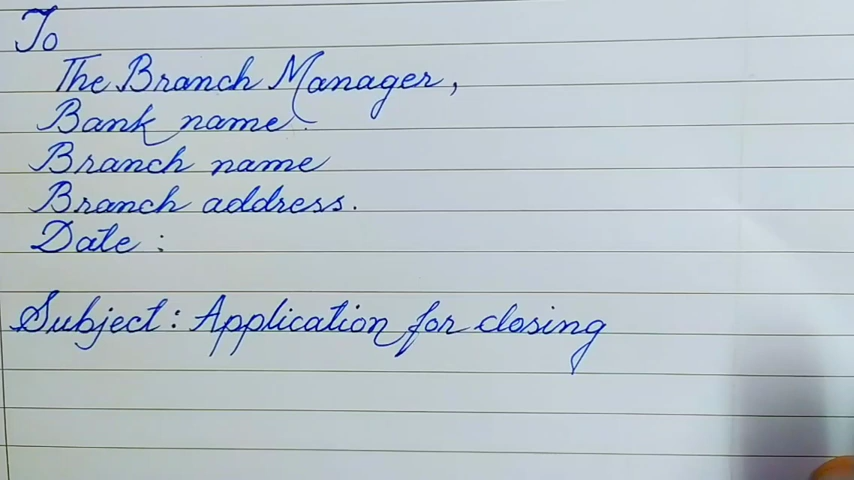 To
The Branch Manager,
Bank name.
Branch name
Branch address.
Date :
Subject : Application for closing